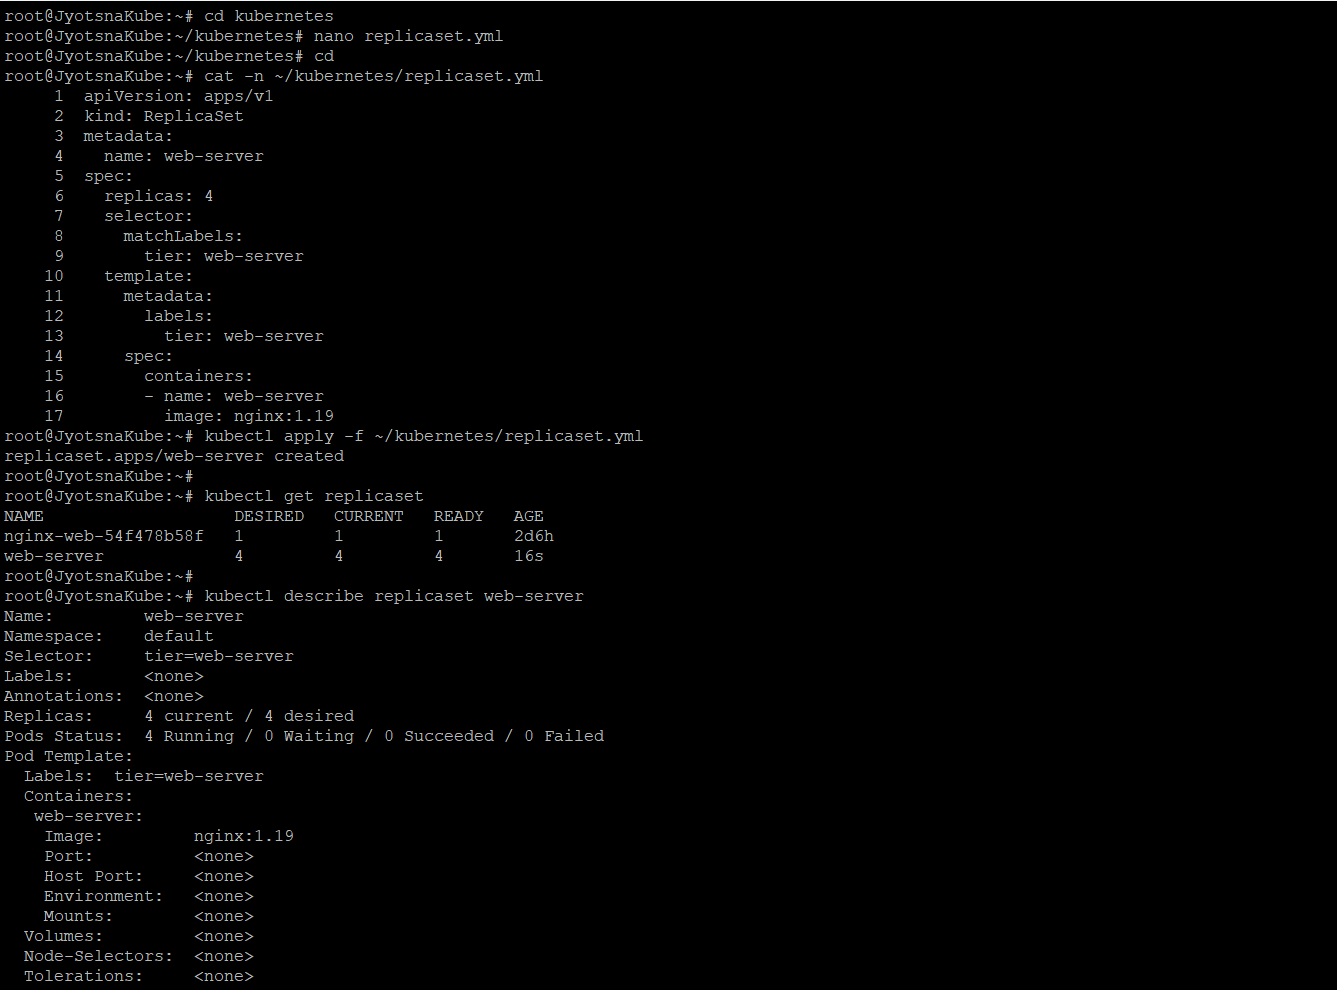 root@JyotsnaKube:~# cd kubernetes
root@JyotsnaKube:~/kubernetes# nano replicaset.yml
root@JyotsnaKube:~/kubernetes# cd
root@JyotsnaKube:~# cat -n ~/kubernetes/replicaset.yml
     1  apiVersion: apps/v1
     2  kind: ReplicaSet
     3  metadata:
     4    name: web-server
     5  spec:
     6    replicas: 4
     7    selector:
     8      matchLabels:
     9        tier: web-server
    10    template:
    11      metadata:
    12        labels:
    13          tier: web-server
    14      spec:
    15        containers:
    16        - name: web-server
    17          image: nginx:1.19
root@JyotsnaKube:~# kubectl apply -f ~/kubernetes/replicaset.yml
replicaset.apps/web-server created
root@JyotsnaKube:~#
root@JyotsnaKube:~# kubectl get replicaset
NAME                   DESIRED   CURRENT   READY   AGE
nginx-web-54f478b58f   1         1         1       2d6h
web-server             4         4         4       16s
root@JyotsnaKube:~#
root@JyotsnaKube:~# kubectl describe replicaset web-server
Name:         web-server
Namespace:    default
Selector:     tier=web-server
Labels:       <none>
Annotations:  <none>
Replicas:     4 current / 4 desired
Pods Status:  4 Running / 0 Waiting / 0 Succeeded / 0 Failed
Pod Template:
  Labels:  tier=web-server
  Containers:
   web-server:
    Image:         nginx:1.19
    Port:          <none>
    Host Port:     <none>
    Environment:   <none>
    Mounts:        <none>
  Volumes:         <none>
  Node-Selectors:  <none>
  Tolerations:     <none>